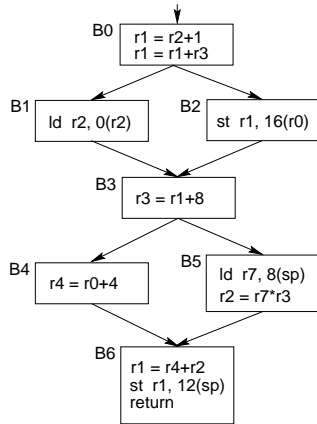 B0
r1 = r2+1
r1 = r1+r3
B1
ld r2, 0(r2)
B2
st r1, 16(r0)
B3
r3 = r1+8
B4
r4 = r0+4
B5
ld r7, 8(sp)
r2 = r7*r3
B6
r1 = r4+r2
st r1, 12(sp)
return